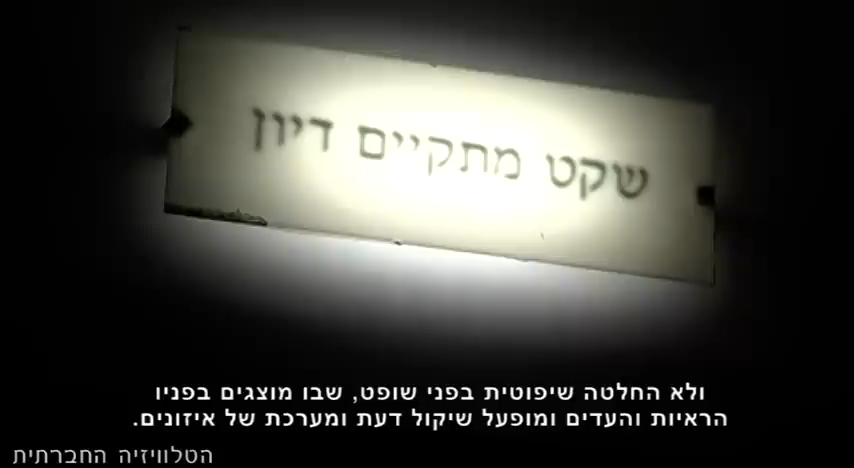 שקט מתקיים דיון
ולא החלטה שיפוטית בפני שופט, שבו מוצגים בפניו
הראיות והעדים ומופעל שיקול דעת ומערכת של איזונים.
הטלוויזיה החברתית